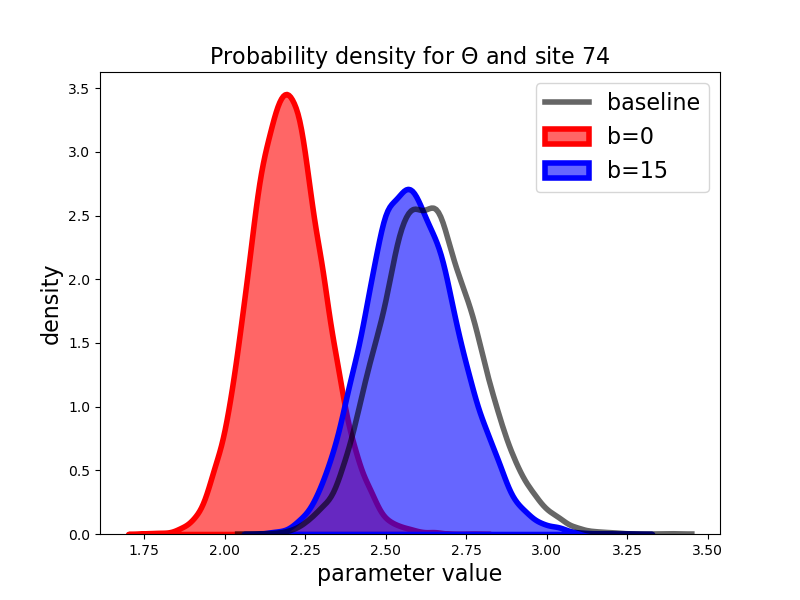 Probability density for Θ and site 74
baseline
b=0
b=15
density
3.5
3.0
2.5
2.0
1.5
1.0
0.5
0.0
1.75 2.00 2.25 2.50 2.75 3.00 3.25 3.50
parameter value